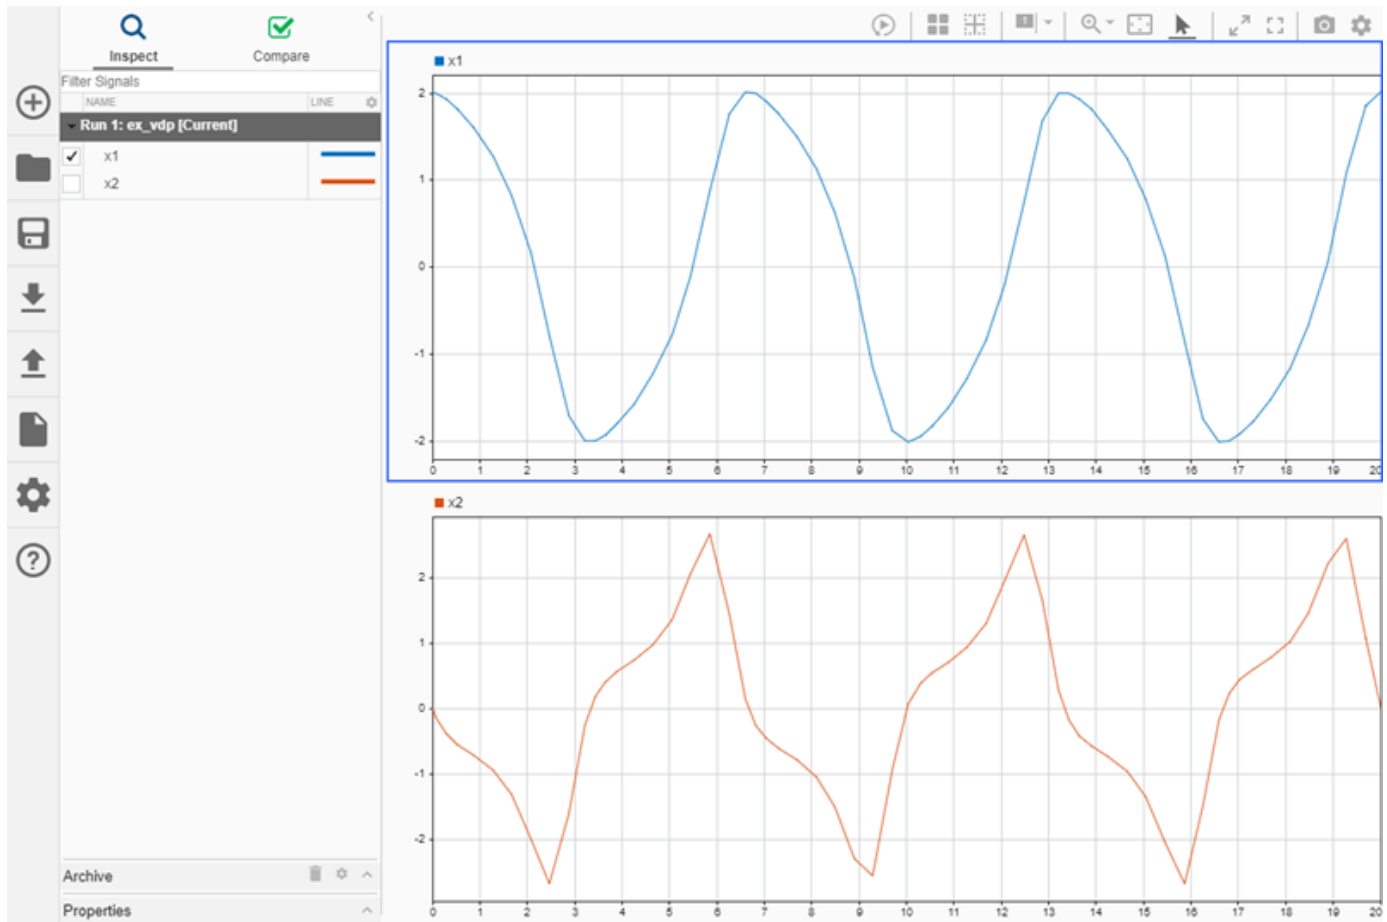 Inspect
Compare
Filter Signals
NAME LINE
Run 1: ex_vdp [Current]
x1
x2
Archive
Properties
1
x1
2
1
0
-1
-2
0 1 2 3 4 5 6 7 8 9 10 11 12 13 14 15 16 17 18 19 20
x2
2
1
0
-1
-2
0 1 2 3 4 5 6 7 8 9 10 11 12 13 14 15 16 17 18 19 20